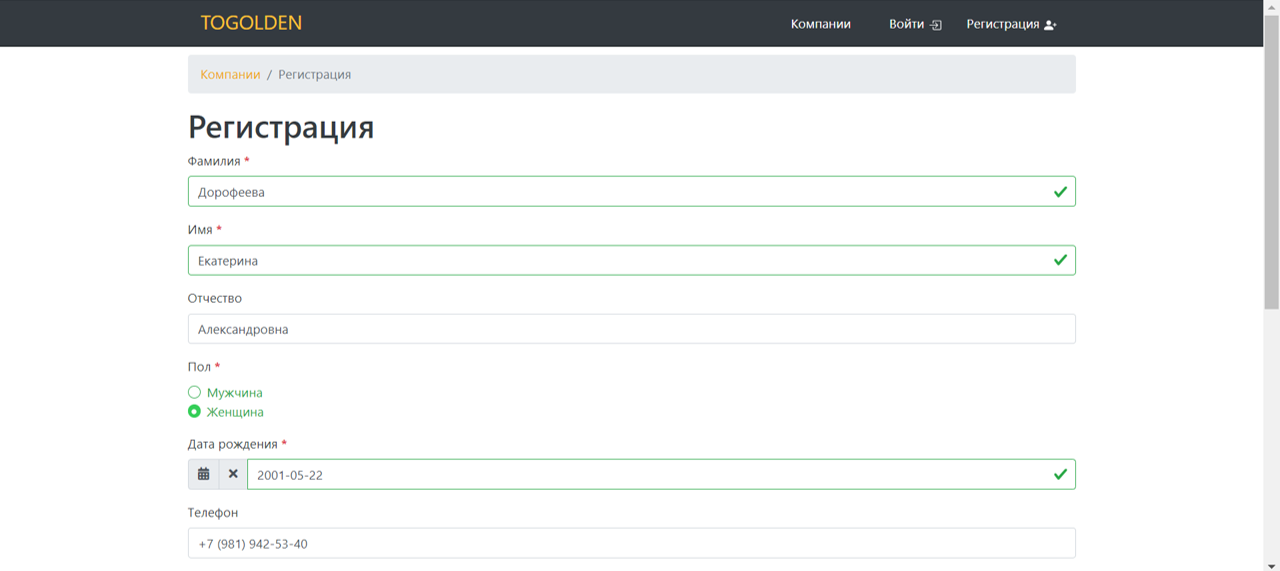 TOGOLDEN Компании Войти Регистрация
Компании / Регистрация
Регистрация
Фамилия *
Дорофеева
Имя *
Екатерина
Отчество
Александровна
Пол *
Мужчина
Женщина
Дата рождения *
2001-05-22
Телефон
+7 (981) 942-53-40